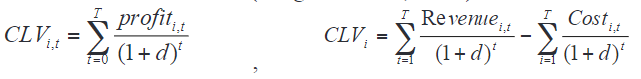 CLV_{i,t} = \sum_{t=0}^{T} \frac{profit_{i,t}}{(1+d)^t} , CLV_i = \sum_{t=1}^{T} \frac{Revenue_{i,t}}{(1+d)^t} - \sum_{i=1}^{T} \frac{Cost_{i,t}}{(1+d)^t}